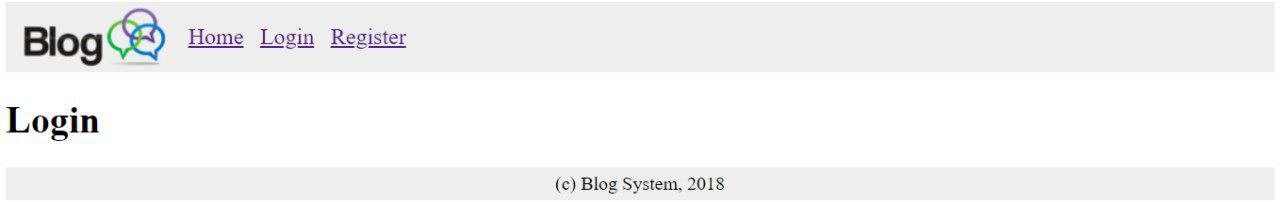 Blog Home Login Register
Login
(c) Blog System, 2018